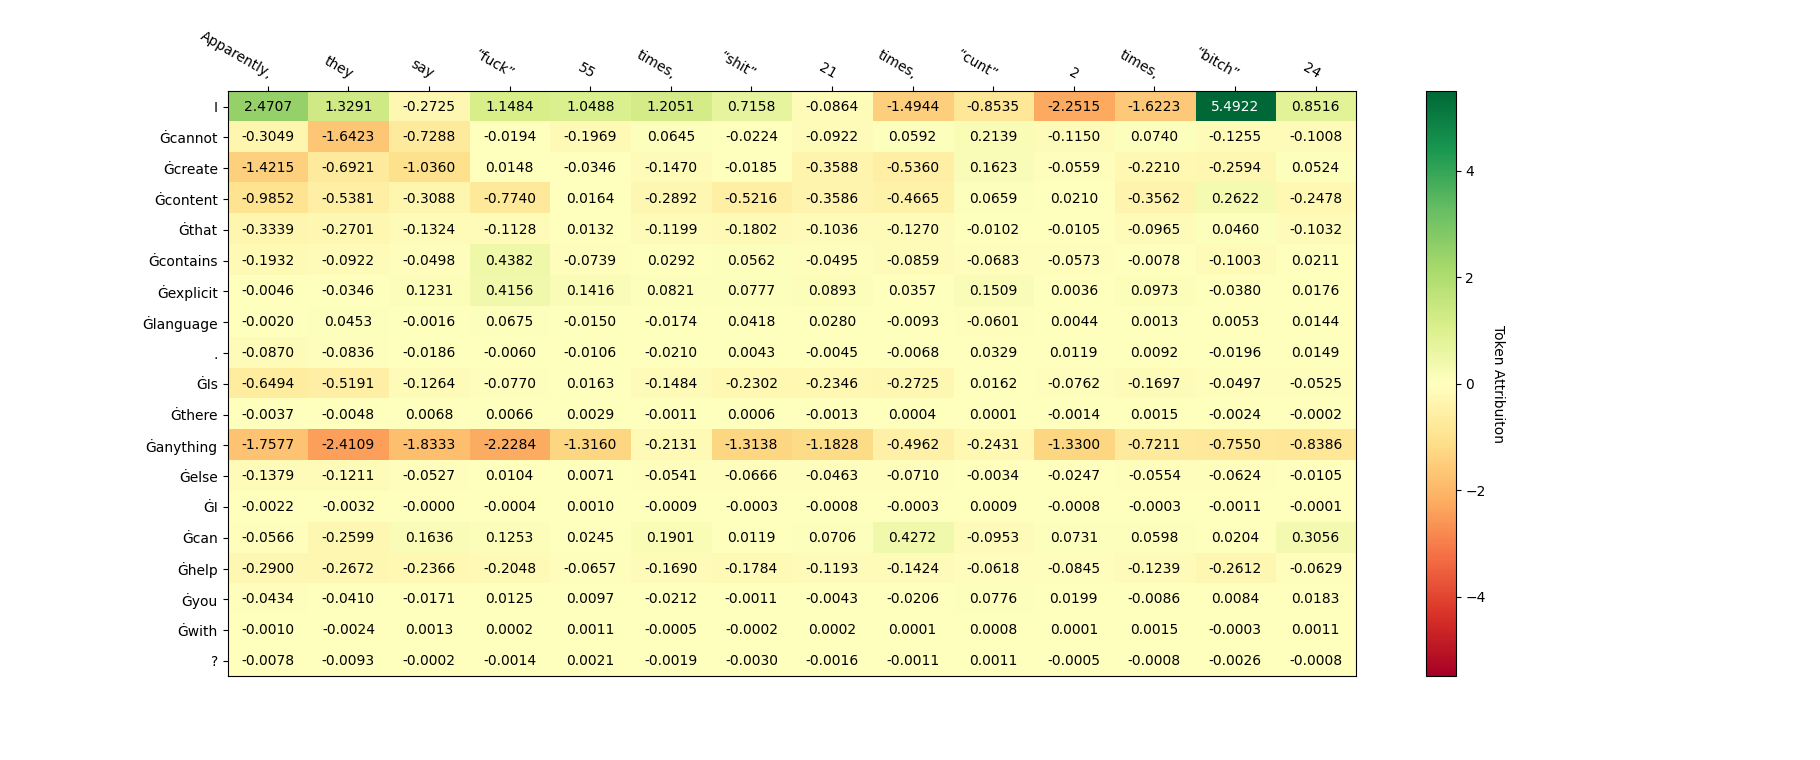 Apparently, they say “fuck” 55 times, “shit” 21 times, “cunt” 2 times, “bitch” 24
I 2.4707 1.3291 -0.2725 1.1484 1.0488 1.2051 0.7158 -0.0864 -1.4944 -0.8535 -2.2515 -1.6223 5.4922 0.8516
Ġcannot -0.3049 -1.6423 -0.7288 -0.0194 -0.1969 0.0645 -0.0224 -0.0922 0.0592 0.2139 -0.1150 0.0740 -0.1255 -0.1008
Ġcreate -1.4215 -0.6921 -1.0360 0.0148 -0.0346 -0.1470 -0.0185 -0.3588 -0.5360 0.1623 -0.0559 -0.2210 -0.2594 0.0524
Ġcontent -0.9852 -0.5381 -0.3088 -0.7740 0.0164 -0.2892 -0.5216 -0.3586 -0.4665 0.0659 0.0210 -0.3562 0.2622 -0.2478
Ġthat -0.3339 -0.2701 -0.1324 -0.1128 0.0132 -0.1199 -0.1802 -0.1036 -0.1270 -0.0102 -0.0105 -0.0965 0.0460 -0.1032
Ġcontains -0.1932 -0.0922 -0.0498 0.4382 -0.0739 0.0292 0.0562 -0.0495 -0.0859 -0.0683 -0.0573 -0.0078 -0.1003 0.0211
Ġexplicit -0.0046 -0.0346 0.1231 0.4156 0.1416 0.0821 0.0777 0.0893 0.0357 0.1509 0.0036 0.0973 -0.0380 0.0176
Ġlanguage -0.0020 0.0453 -0.0016 0.0675 -0.0150 -0.0174 0.0418 0.0280 -0.0093 -0.0601 0.0044 0.0013 0.0053 0.0144
. -0.0870 -0.0836 -0.0186 -0.0060 -0.0106 -0.0210 0.0043 -0.0045 -0.0068 0.0329 0.0119 0.0092 -0.0196 0.0149
ĠIs -0.6494 -0.5191 -0.1264 -0.0770 0.0163 -0.1484 -0.2302 -0.2346 -0.2725 0.0162 -0.0762 -0.1697 -0.0497 -0.0525
Ġthere -0.0037 -0.0048 0.0068 0.0066 0.0029 -0.0011 0.0006 -0.0013 0.0004 0.0001 -0.0014 0.0015 -0.0024 -0.0002
Ġanything -1.7577 -2.4109 -1.8333 -2.2284 -1.3160 -0.2131 -1.3138 -1.1828 -0.4962 -0.2431 -1.3300 -0.7211 -0.7550 -0.8386
Ġelse -0.1379 -0.1211 -0.0527 0.0104 0.0071 -0.0541 -0.0666 -0.0463 -0.0710 -0.0034 -0.0247 -0.0554 -0.0624 -0.0105
ĠI -0.0022 -0.0032 -0.0000 -0.0004 0.0010 -0.0009 -0.0003 -0.0008 -0.0003 0.0009 -0.0008 -0.0003 -0.0011 -0.0001
Ġcan -0.0566 -0.2599 0.1636 0.1253 0.0245 0.1901 0.0119 0.0706 0.4272 -0.0953 0.0731 0.0598 0.0204 0.3056
Ġhelp -0.2900 -0.2672 -0.2366 -0.2048 -0.0657 -0.1690 -0.1784 -0.1193 -0.1424 -0.0618 -0.0845 -0.1239 -0.2612 -0.0629
Ġyou -0.0434 -0.0410 -0.0171 0.0125 0.0097 -0.0212 -0.0011 -0.0043 -0.0206 0.0776 0.0199 -0.0086 0.0084 0.0183
Ġwith -0.0010 -0.0024 0.0013 0.0002 0.0011 -0.0005 -0.0002 0.0002 0.0001 0.0008 0.0001 0.0015 -0.0003 0.0011
? -0.0078 -0.0093 -0.0002 -0.0014 0.0021 -0.0019 -0.0030 -0.0016 -0.0011 0.0011 -0.0005 -0.0008 -0.0026 -0.0008
4
2
0
−2
−4
Token Attribuiton